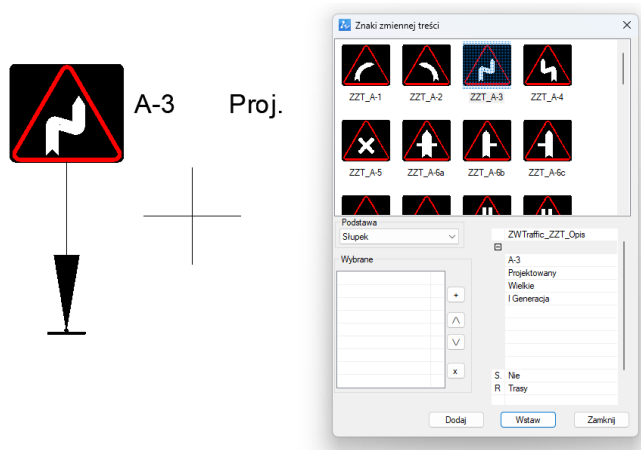 A-3 Proj.
Znaki zmiennej treści
ZZT_A-1 ZZT_A-2 ZZT_A-3 ZZT_A-4
ZZT_A-5 ZZT_A-6a ZZT_A-6b ZZT_A-6c
Podstawa
Słupek
Wybrane
ZWTraffic_ZZT_Opis
A-3
Projektowany
Wielkie
I Generacja
S. Nie
R Trasy
Dodaj Wstaw Zamknij